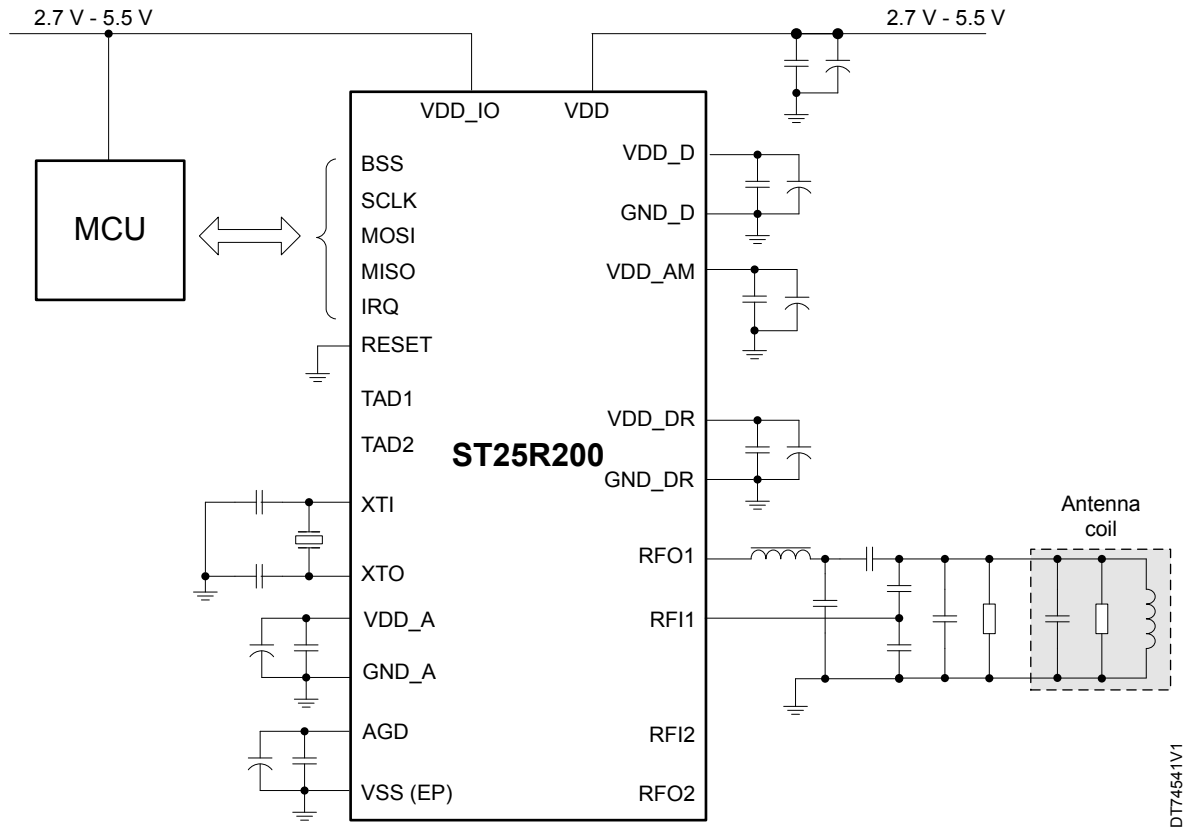 2.7 V - 5.5 V
2.7 V - 5.5 V
VDD_IO
VDD
MCU
BSS
SCLK
MOSI
MISO
IRQ
RESET
TAD1
TAD2
XTI
XTO
VDD_A
GND_A
AGD
VSS (EP)
ST25R200
VDD_D
GND_D
VDD_AM
VDD_DR
GND_DR
RFO1
RFI1
RFI2
RFO2
Antenna
coil
DT74541V1